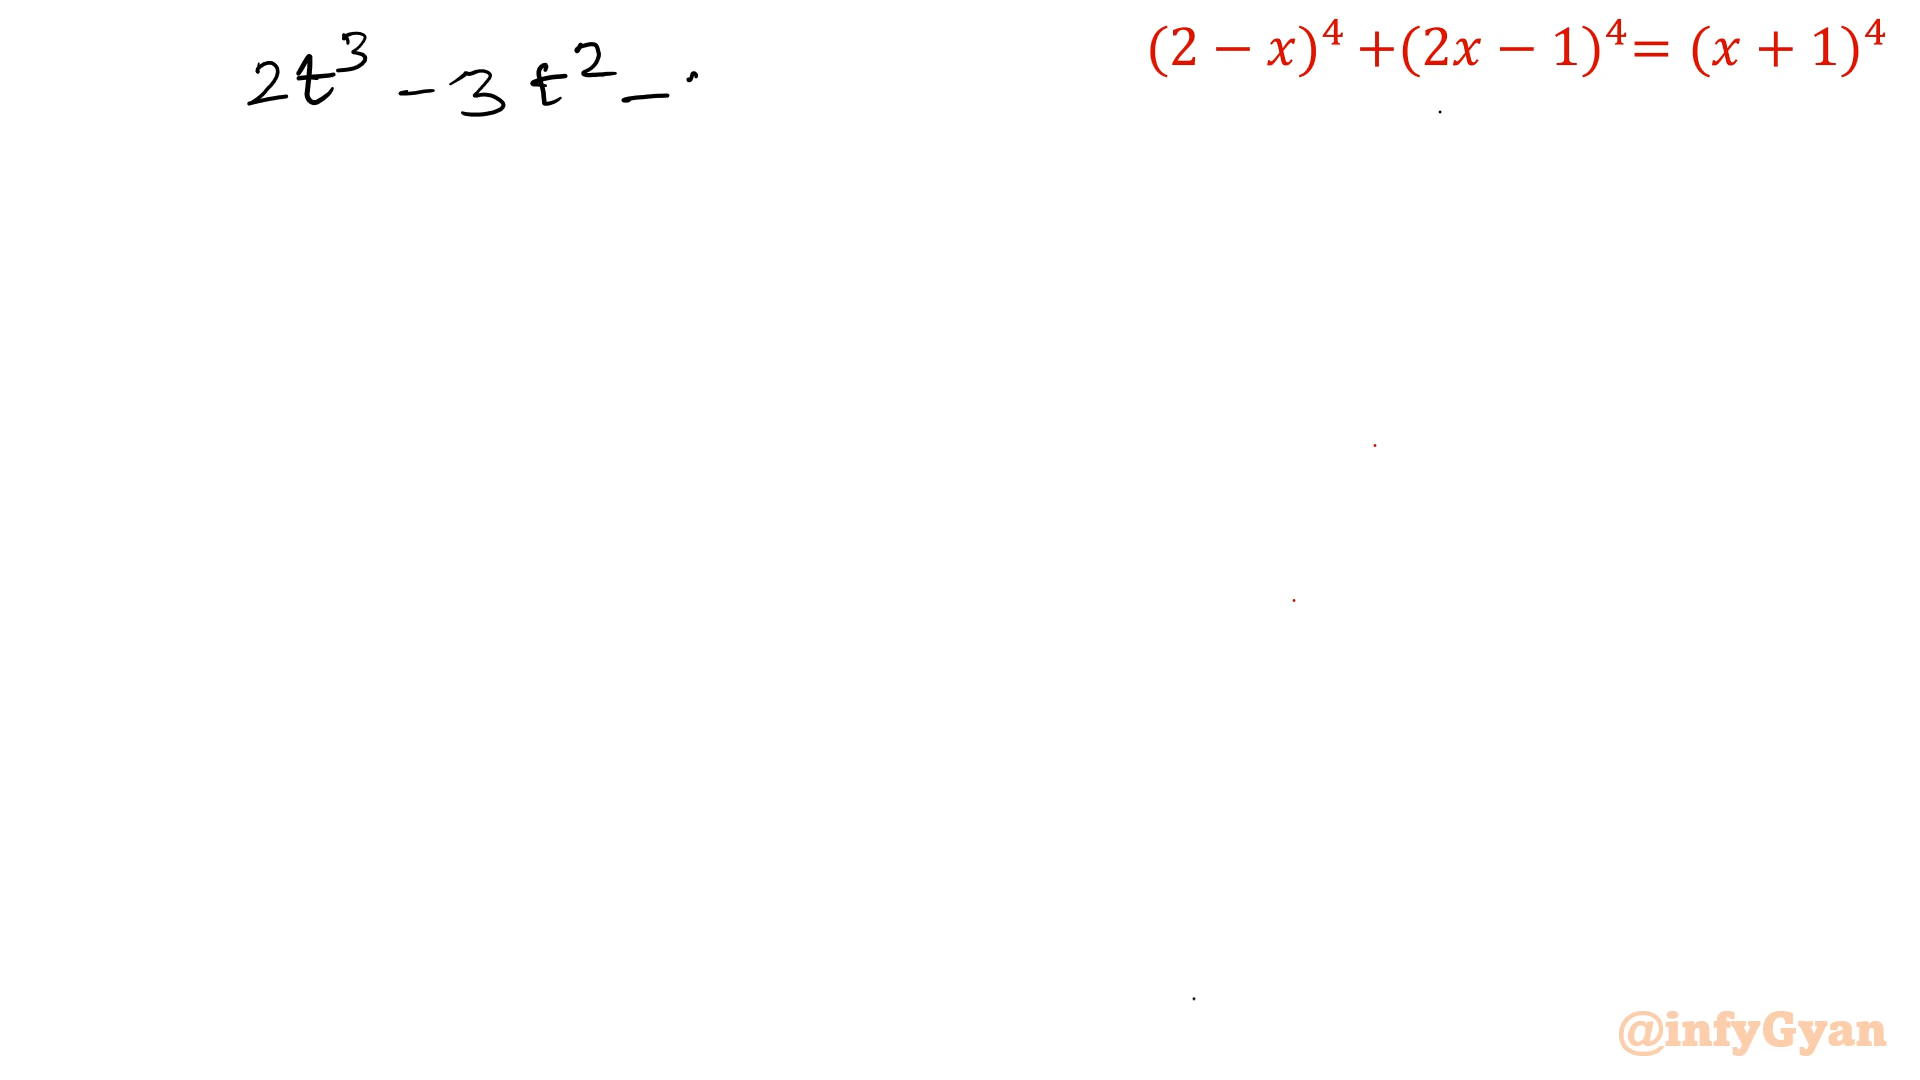 2t³ - 3t² -
(2 − x)⁴ +(2x − 1)⁴= (x + 1)⁴
@infyGyan